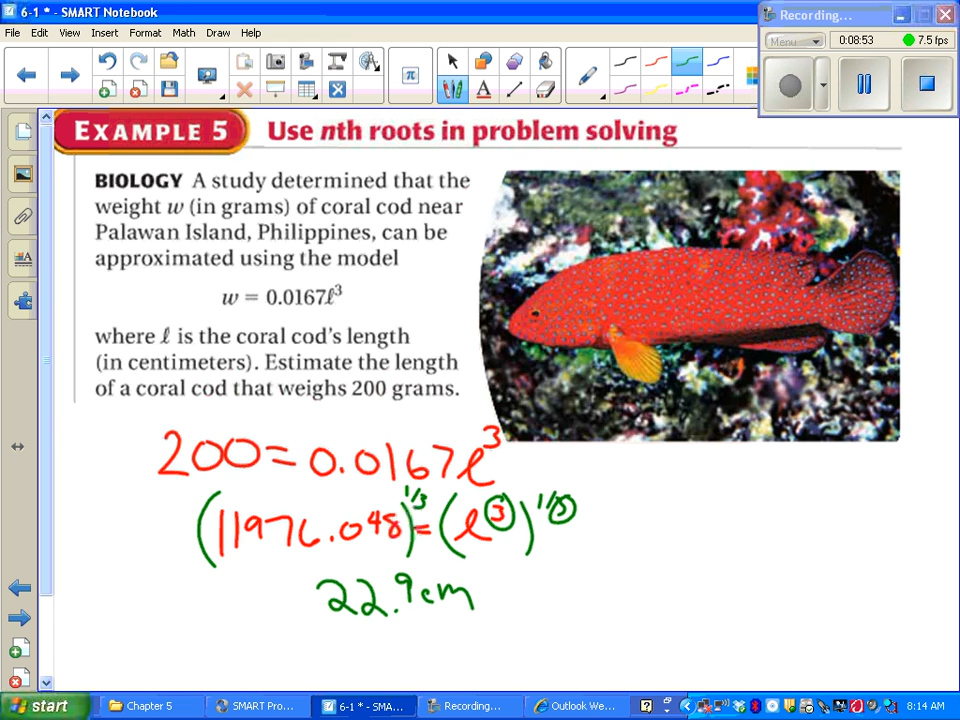 6-1 * - SMART Notebook
Recording...
File Edit View Insert Format Math Draw Help
Menu 0:08:53 7.5 fps
EXAMPLE 5 Use nth roots in problem solving
BIOLOGY A study determined that the
weight w (in grams) of coral cod near
Palawan Island, Philippines, can be
approximated using the model
w = 0.0167ℓ³
where ℓ is the coral cod's length
(in centimeters). Estimate the length
of a coral cod that weighs 200 grams.
200 = 0.0167ℓ³
(11976.048)^1/3 = (ℓ³)^1/3
22.9cm
start Chapter 5 SMART Pro... 6-1 * - SMA... Recording... Outlook We... 8:14 AM